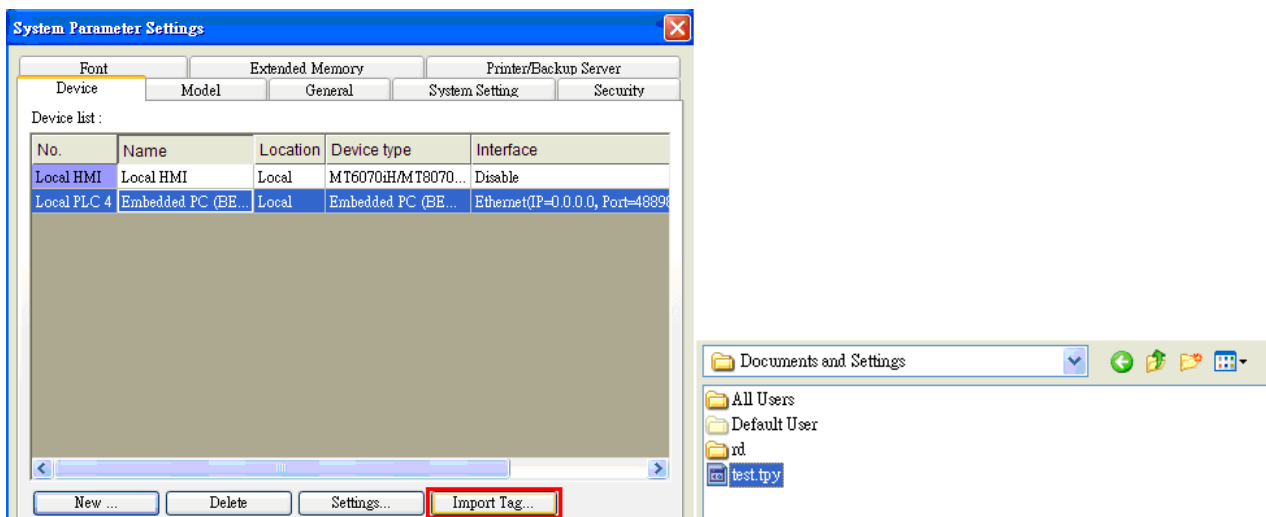 System Parameter Settings
Font Extended Memory Printer/Backup Server
Device Model General System Setting Security
Device list :
No. Name Location Device type Interface
Local HMI Local HMI Local MT6070iH/MT8070... Disable
Local PLC 4 Embedded PC (BE... Local Embedded PC (BE... Ethernet(IP=0.0.0.0, Port=48898
New ... Delete Settings... Import Tag...
Documents and Settings
All Users
Default User
rd
test.tpy